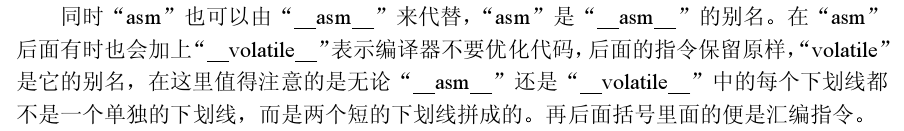 同时“asm”也可以由“__asm__”来代替，“asm”是“__asm__”的别名。在“asm”
后面有时也会加上“__volatile__”表示编译器不要优化代码，后面的指令保留原样，“volatile”
是它的别名，在这里值得注意的是无论“__asm__”还是“__volatile__”中的每个下划线都
不是一个单独的下划线，而是两个短的下划线拼成的。再后面括号里面的便是汇编指令。